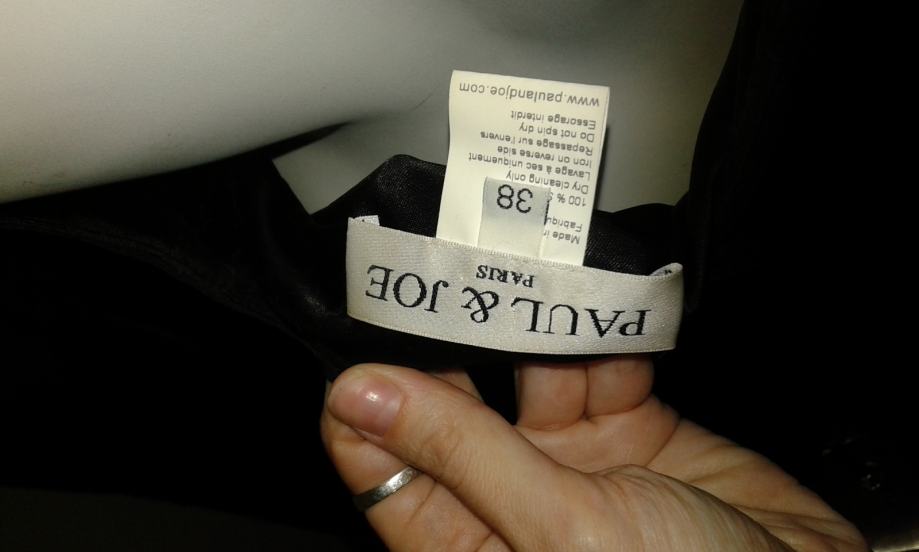 PAUL & JOE
PARIS
38
Made in
Fabriqu
100 %
Dry cleaning only
Lavage à sec uniquement
Iron on reverse side
Repassage sur l'envers
Do not spin dry
Essorage interdit
www.paulandjoe.com